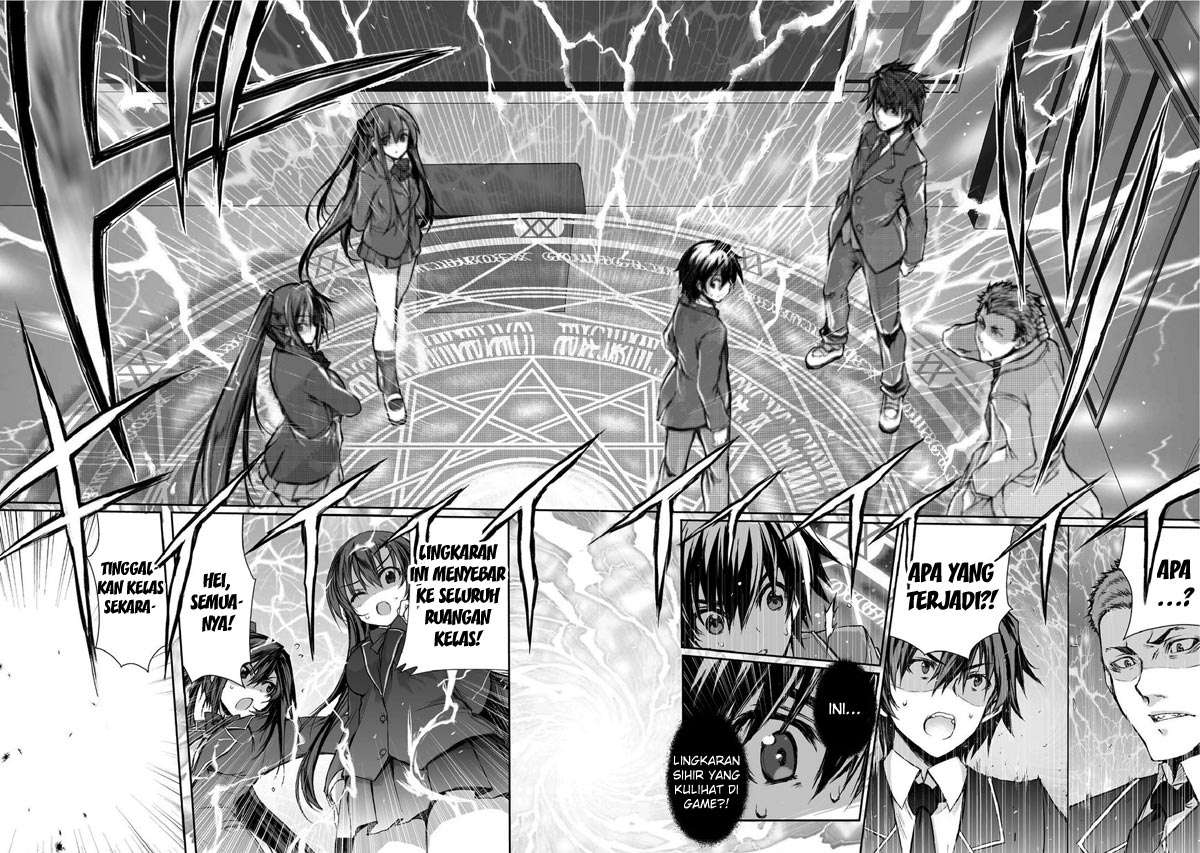 APA
...?
APA YANG
TERJADI?!
INI...
LINGKARAN
SIHIR YANG
KULIHAT DI
GAME?!
LINGKARAN
INI MENYEBAR
KE SELURUH
RUANGAN
KELAS!
HEI,
SEMUA-
NYA!
TINGGAL
KAN KELAS
SEKARA-